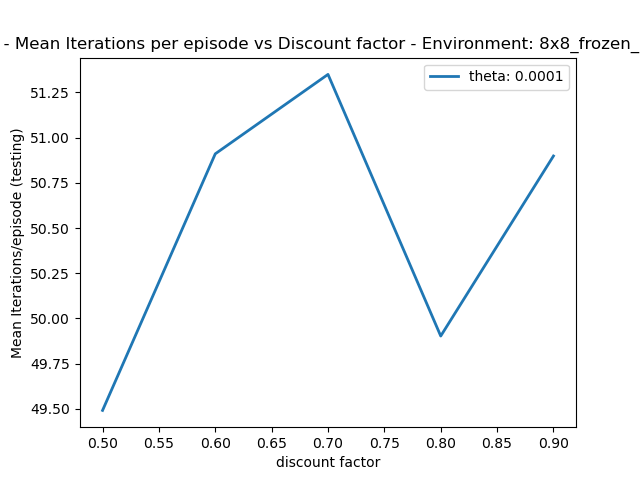 - Mean Iterations per episode vs Discount factor - Environment: 8x8_frozen_
theta: 0.0001
Mean Iterations/episode (testing)
51.25
51.00
50.75
50.50
50.25
50.00
49.75
49.50
0.50 0.55 0.60 0.65 0.70 0.75 0.80 0.85 0.90
discount factor